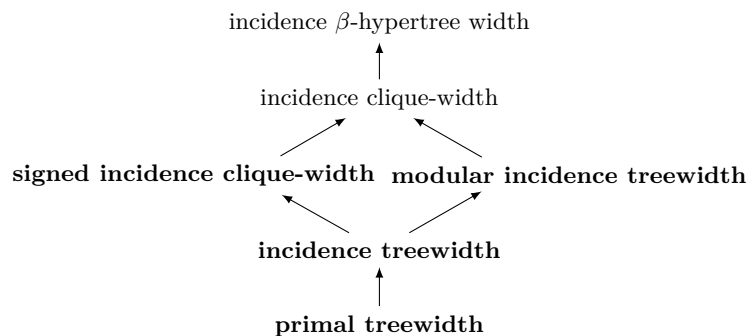 incidence β-hypertree width
incidence clique-width
signed incidence clique-width modular incidence treewidth
incidence treewidth
primal treewidth